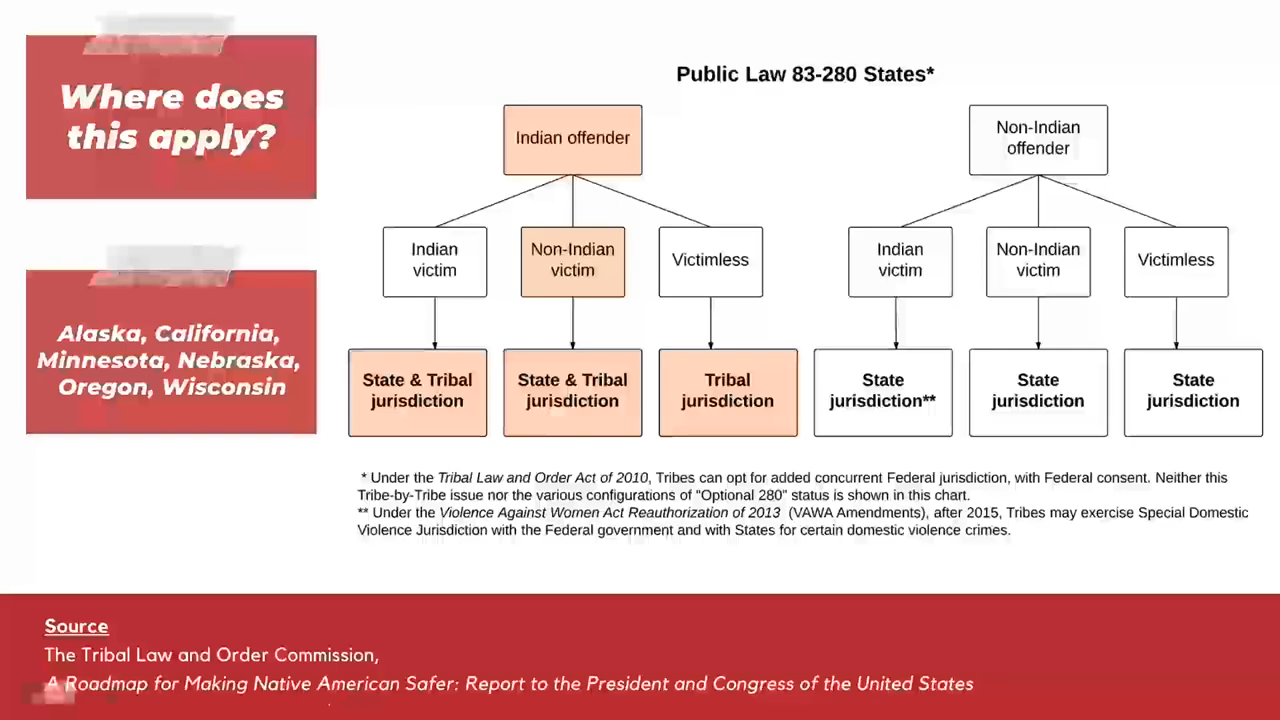 Where does
this apply?
Alaska, California,
Minnesota, Nebraska,
Oregon, Wisconsin
Public Law 83-280 States*
Indian offender
Non-Indian
offender
Indian
victim
Non-Indian
victim
Victimless
Indian
victim
Non-Indian
victim
Victimless
State & Tribal
jurisdiction
State & Tribal
jurisdiction
Tribal
jurisdiction
State
jurisdiction**
State
jurisdiction
State
jurisdiction
* Under the Tribal Law and Order Act of 2010, Tribes can opt for added concurrent Federal jurisdiction, with Federal consent. Neither this
Tribe-by-Tribe issue nor the various configurations of "Optional 280" status is shown in this chart.
** Under the Violence Against Women Act Reauthorization of 2013 (VAWA Amendments), after 2015, Tribes may exercise Special Domestic
Violence Jurisdiction with the Federal government and with States for certain domestic violence crimes.
Source
The Tribal Law and Order Commission,
A Roadmap for Making Native American Safer: Report to the President and Congress of the United States